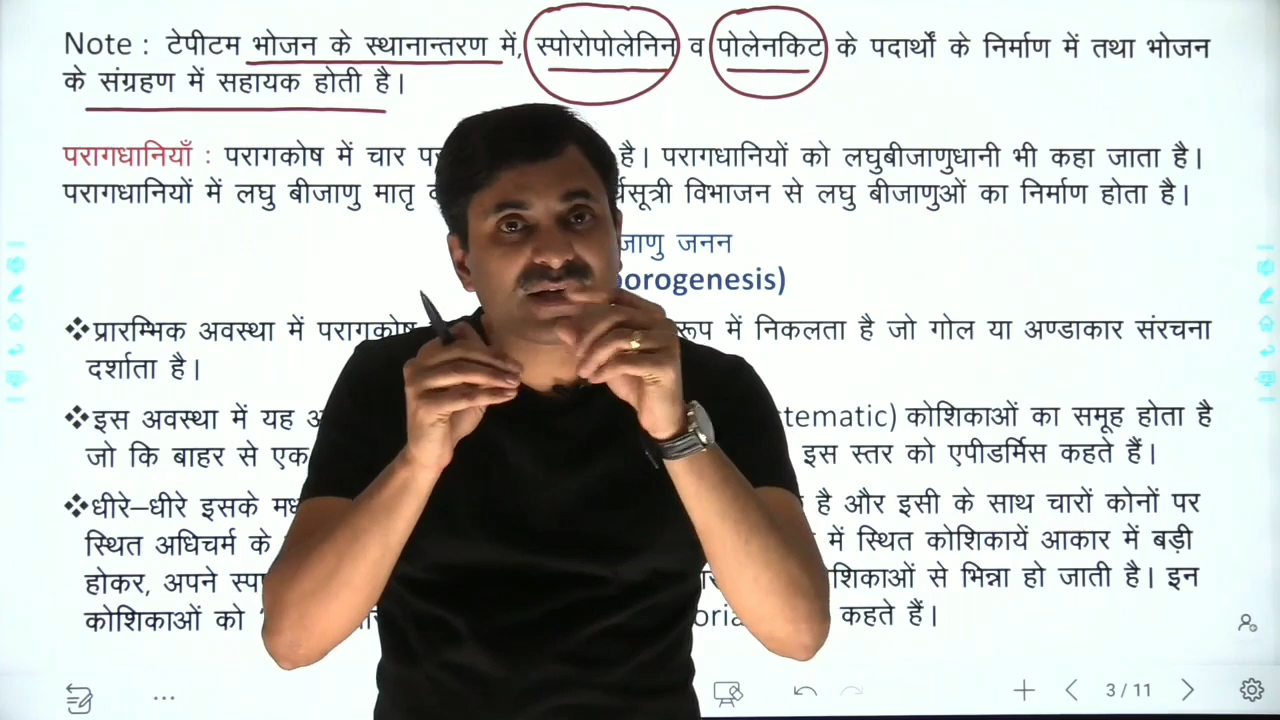 Note : टेपीटम भोजन के स्थानान्तरण में, स्पोरोपोलेनिन व पोलेनकिट के पदार्थों के निर्माण में तथा भोजन
के संग्रहण में सहायक होती है।
परागधानियाँ : परागकोष में चार है। परागधानियों को लघुबीजाणुधानी भी कहा जाता है।
परागधानियों में लघु बीजाणु मातृ विभाजन से लघु बीजाणुओं का निर्माण होता है।
जनन
प्रारम्भिक अवस्था में परागकोष रूप में निकलता है जो गोल या अण्डाकार संरचना
दर्शाता है।
इस अवस्था में यह कोशिकाओं का समूह होता है
जो कि बाहर से एक इस स्तर को एपीडर्मिस कहते हैं।
धीरे–धीरे इसके है और इसी के साथ चारों कोनों पर
स्थित अधिचर्म के में स्थित कोशिकायें आकार में बड़ी
होकर, अपने से भिन्ना हो जाती है। इन
कोशिकाओं को कहते हैं।
3 / 11